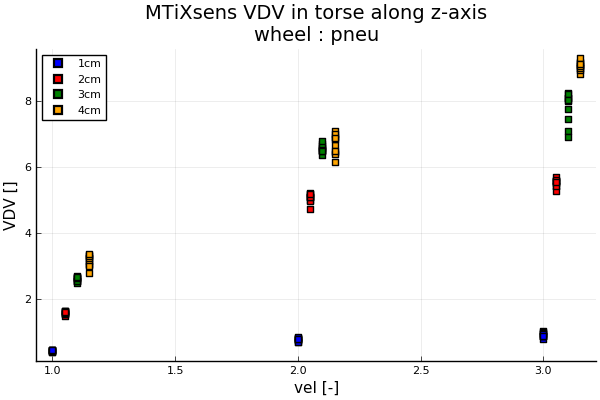 MTiXsens VDV in torse along z-axis
wheel : pneu
1cm
2cm
3cm
4cm
VDV []
8
6
4
2
1.0 1.5 2.0 2.5 3.0
vel [-]